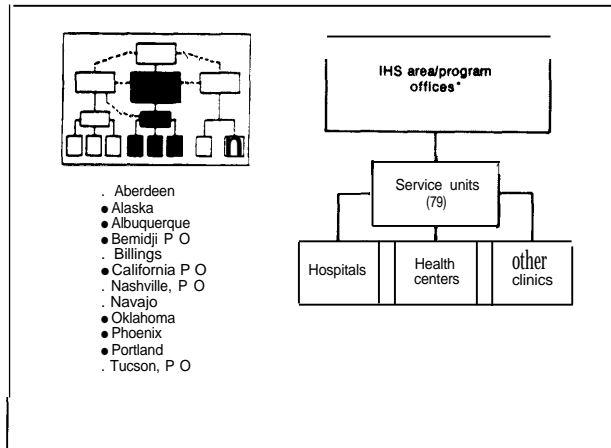 . Aberdeen
● Alaska
● Albuquerque
● Bemidji P O
. Billings
● California P O
. Nashville, P O
. Navajo
● Oklahoma
● Phoenix
● Portland
. Tucson, P O
IHS area/program
offices*
Service units
(79)
Hospitals
Health
centers
other
clinics